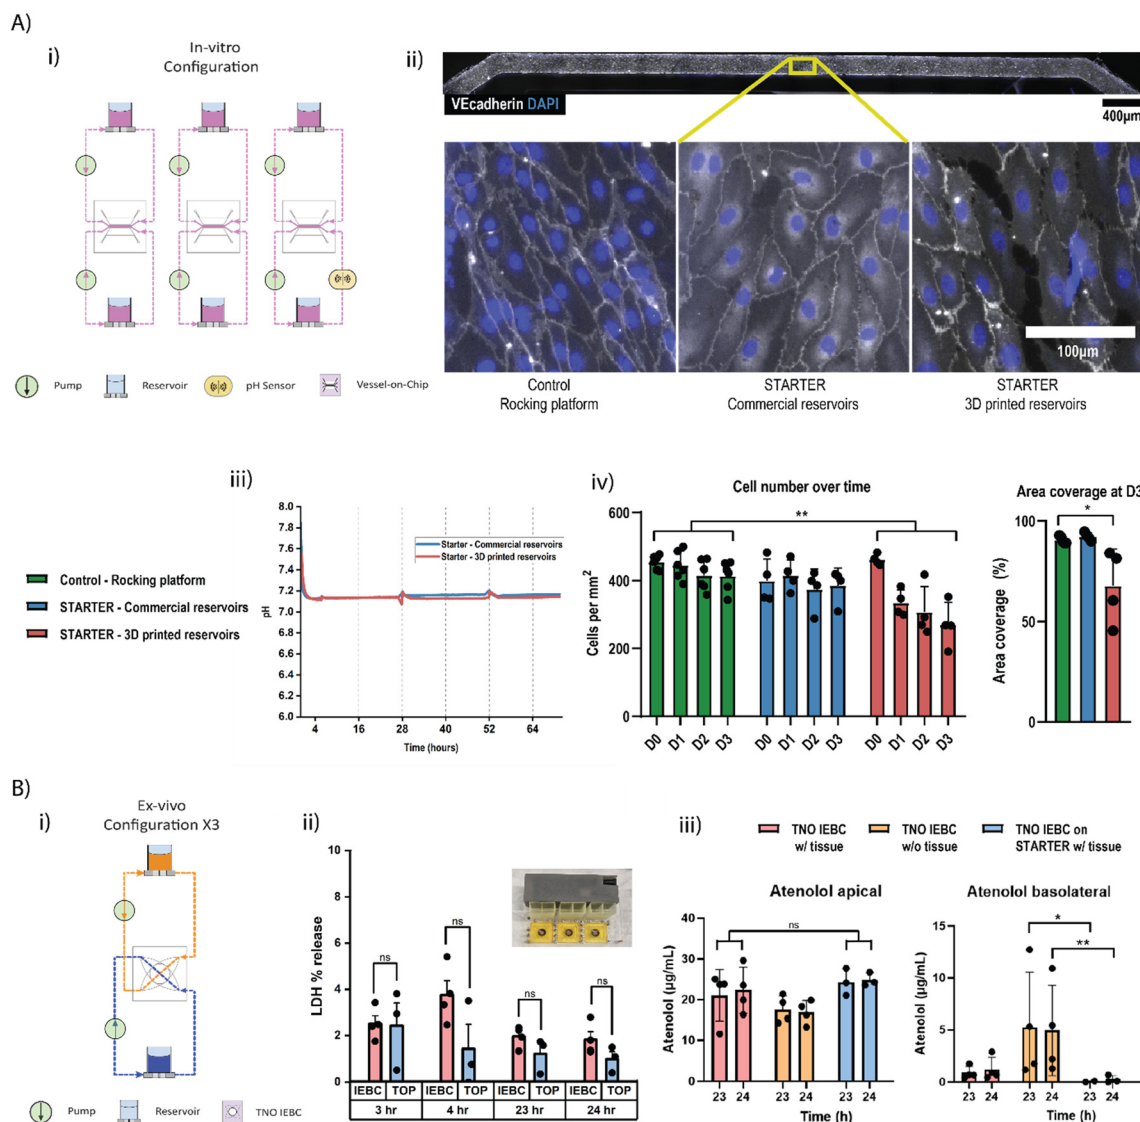 A)
i)
In-vitro
Configuration
Pump
Reservoir
pH Sensor
Vessel-on-Chip
ii)
VEcadherin DAPI
400µm
100µm
Control
Rocking platform
STARTER
Commercial reservoirs
STARTER
3D printed reservoirs
Control - Rocking platform
STARTER - Commercial reservoirs
STARTER - 3D printed reservoirs
iii)
8.0
7.8
7.6
7.4
7.2
7.0
6.8
6.6
6.4
6.2
6.0
pH
Starter - Commercial reservoirs
Starter - 3D printed reservoirs
4 16 28 40 52 64
Time (hours)
iv)
Cell number over time
**
600
400
200
0
Cells per mm2
D0 D1 D2 D3 D0 D1 D2 D3 D0 D1 D2 D3
Area coverage at D3
*
100
50
0
Area coverage (%)
B)
i)
Ex-vivo
Configuration X3
Pump
Reservoir
TNO IEBC
ii)
10
8
6
4
2
0
LDH % release
ns ns ns ns
IEBC TOP IEBC TOP IEBC TOP IEBC TOP
3 hr 4 hr 23 hr 24 hr
iii)
TNO IEBC
w/ tissue
TNO IEBC
w/o tissue
TNO IEBC on
STARTER w/ tissue
Atenolol apical
ns
40
30
20
10
0
Atenolol (µg/mL)
23 24 23 24 23 24
Time (h)
Atenolol basolateral
*
**
15
10
5
0
Atenolol (µg/mL)
23 24 23 24 23 24
Time (h)